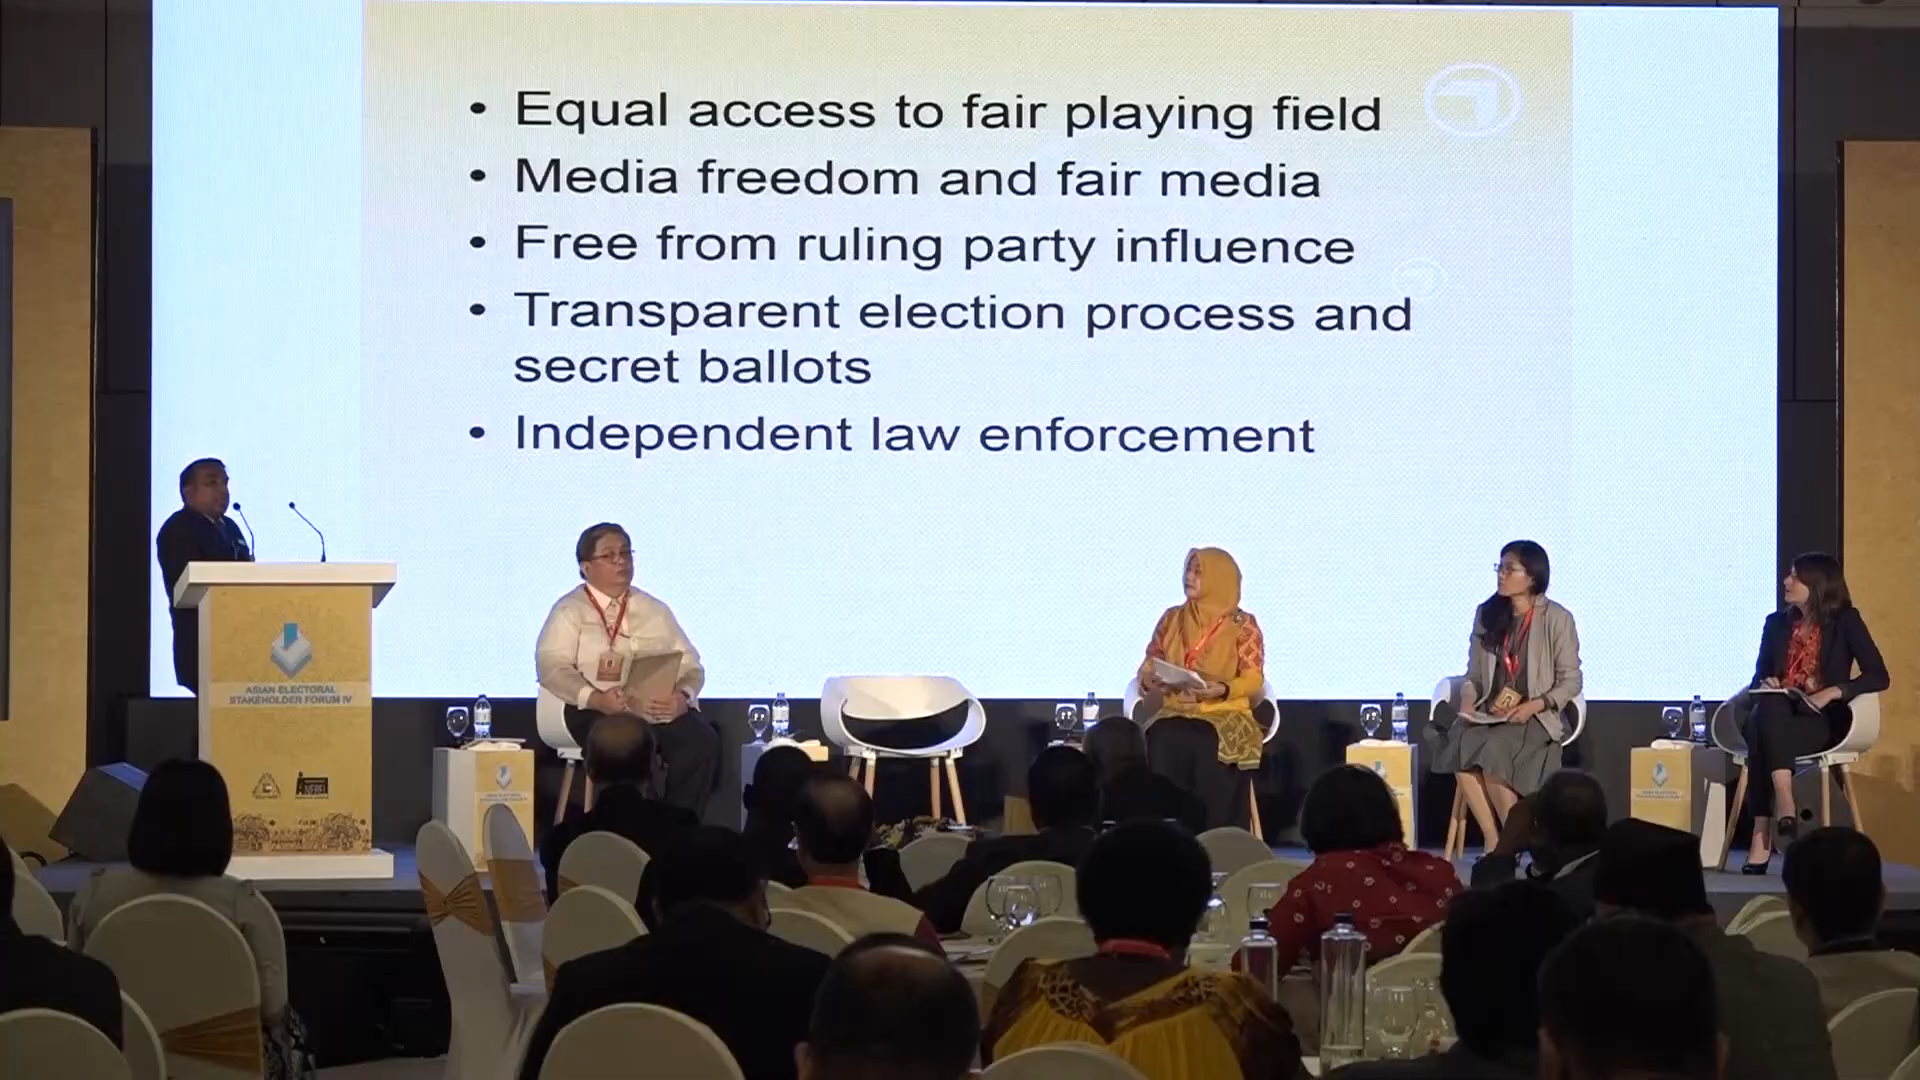 • Equal access to fair playing field
• Media freedom and fair media
• Free from ruling party influence
• Transparent election process and
secret ballots
• Independent law enforcement
ASIAN ELECTORAL
STAKEHOLDER FORUM IV